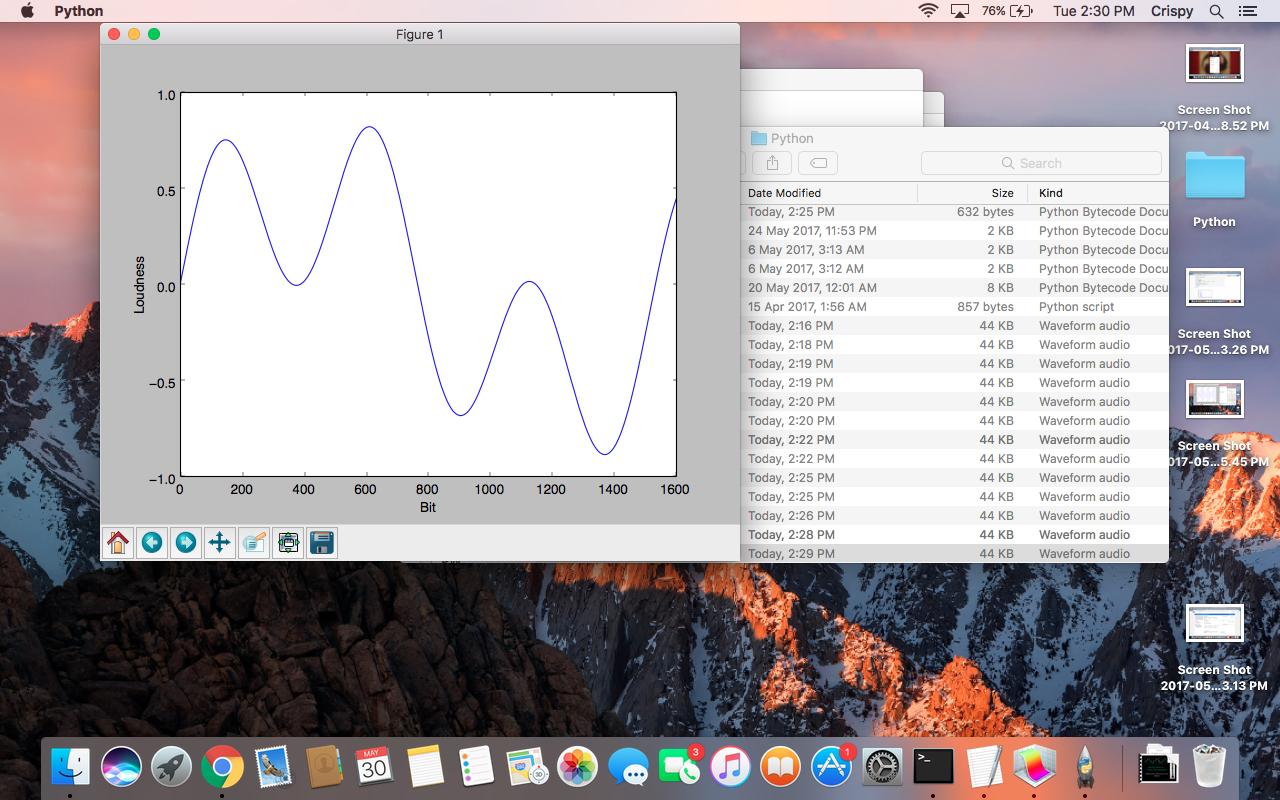 Python 76% Tue 2:30 PM Crispy
Figure 1
1.0
0.5
0.0
−0.5
−1.0
Loudness
0 200 400 600 800 1000 1200 1400 1600
Bit
Python
Search
Date Modified Size Kind
Today, 2:25 PM 632 bytes Python Bytecode Docu
24 May 2017, 11:53 PM 2 KB Python Bytecode Docu
6 May 2017, 3:13 AM 2 KB Python Bytecode Docu
6 May 2017, 3:12 AM 2 KB Python Bytecode Docu
20 May 2017, 12:01 AM 8 KB Python Bytecode Docu
15 Apr 2017, 1:56 AM 857 bytes Python script
Today, 2:16 PM 44 KB Waveform audio
Today, 2:18 PM 44 KB Waveform audio
Today, 2:19 PM 44 KB Waveform audio
Today, 2:19 PM 44 KB Waveform audio
Today, 2:20 PM 44 KB Waveform audio
Today, 2:20 PM 44 KB Waveform audio
Today, 2:22 PM 44 KB Waveform audio
Today, 2:22 PM 44 KB Waveform audio
Today, 2:25 PM 44 KB Waveform audio
Today, 2:25 PM 44 KB Waveform audio
Today, 2:26 PM 44 KB Waveform audio
Today, 2:28 PM 44 KB Waveform audio
Today, 2:29 PM 44 KB Waveform audio
Screen Shot
2017-04...8.52 PM
Python
Screen Shot
2017-05...3.26 PM
Screen Shot
2017-05...5.45 PM
Screen Shot
2017-05...3.13 PM
MAY
30
3
1